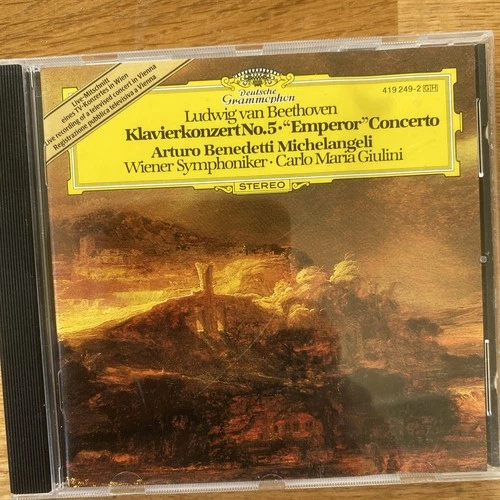 Live-Mitschnitt
eines TV-Konzertes in Wien
Live recording of a televised concert in Vienna
Registrazione pubblica televisiva a Vienna
Deutsche
Grammophon
419 249-2 GH
Ludwig van Beethoven
Klavierkonzert No. 5 · “Emperor” Concerto
Arturo Benedetti Michelangeli
Wiener Symphoniker · Carlo Maria Giulini
STEREO